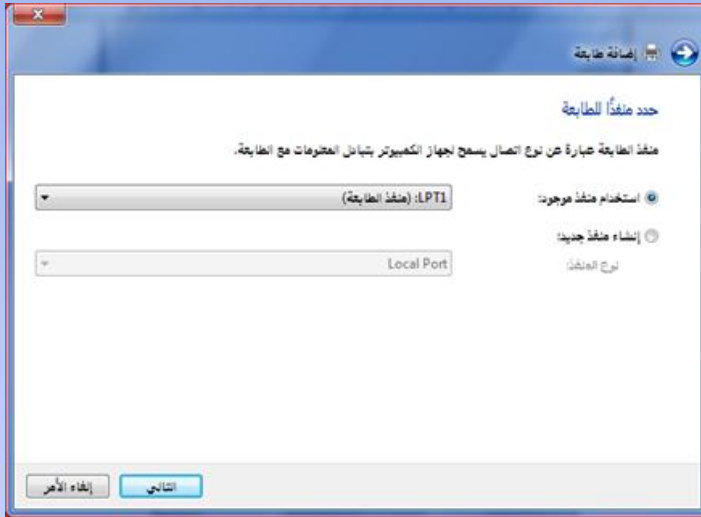 إضافة طابعة
حدد منفذًا للطابعة
منفذ الطابعة عبارة عن نوع اتصال يسمح لجهاز الكمبيوتر بتبادل المعلومات مع الطابعة.
استخدام منفذ موجود: LPT1: (منفذ الطابعة)
إنشاء منفذ جديد:
نوع المنفذ: Local Port
التالي إلغاء الأمر